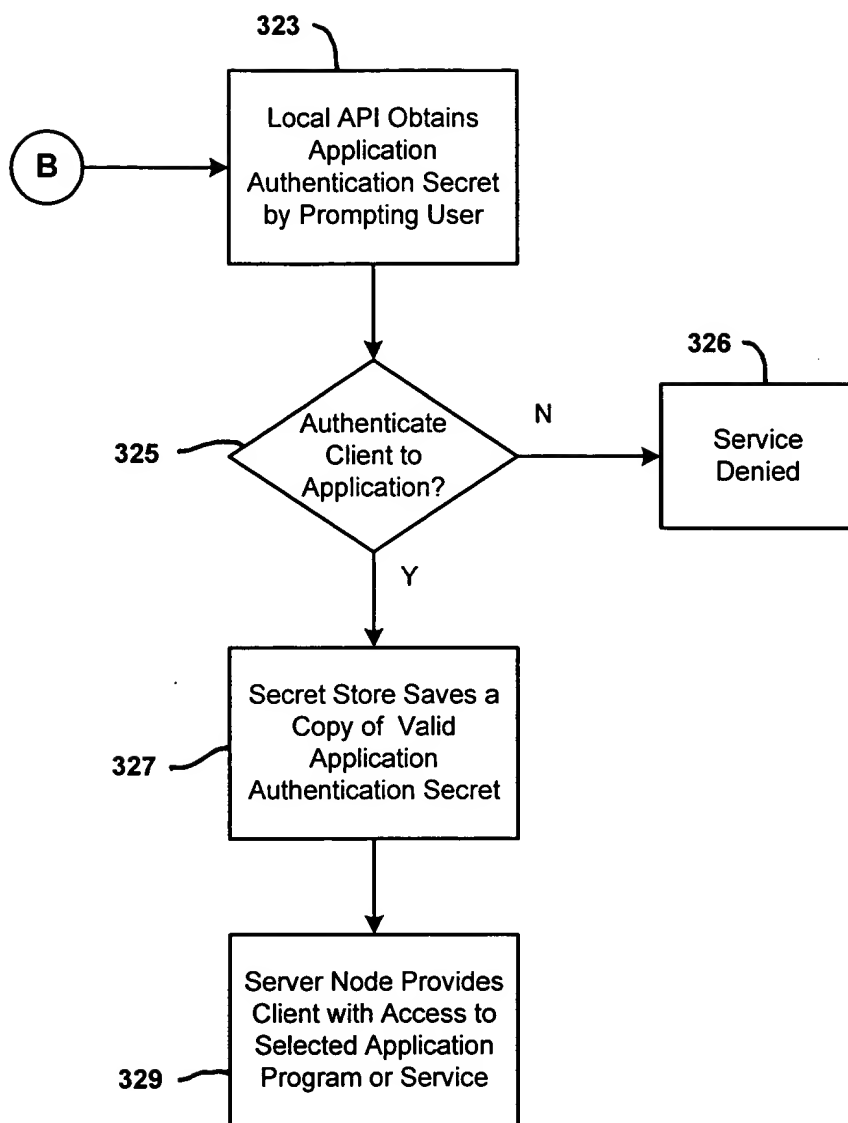 323
Local API Obtains
Application
Authentication Secret
by Prompting User
B
326
325
Authenticate
Client to
Application?
N
Service
Denied
Y
Secret Store Saves a
Copy of Valid
Application
Authentication Secret
327
Server Node Provides
Client with Access to
Selected Application
Program or Service
329